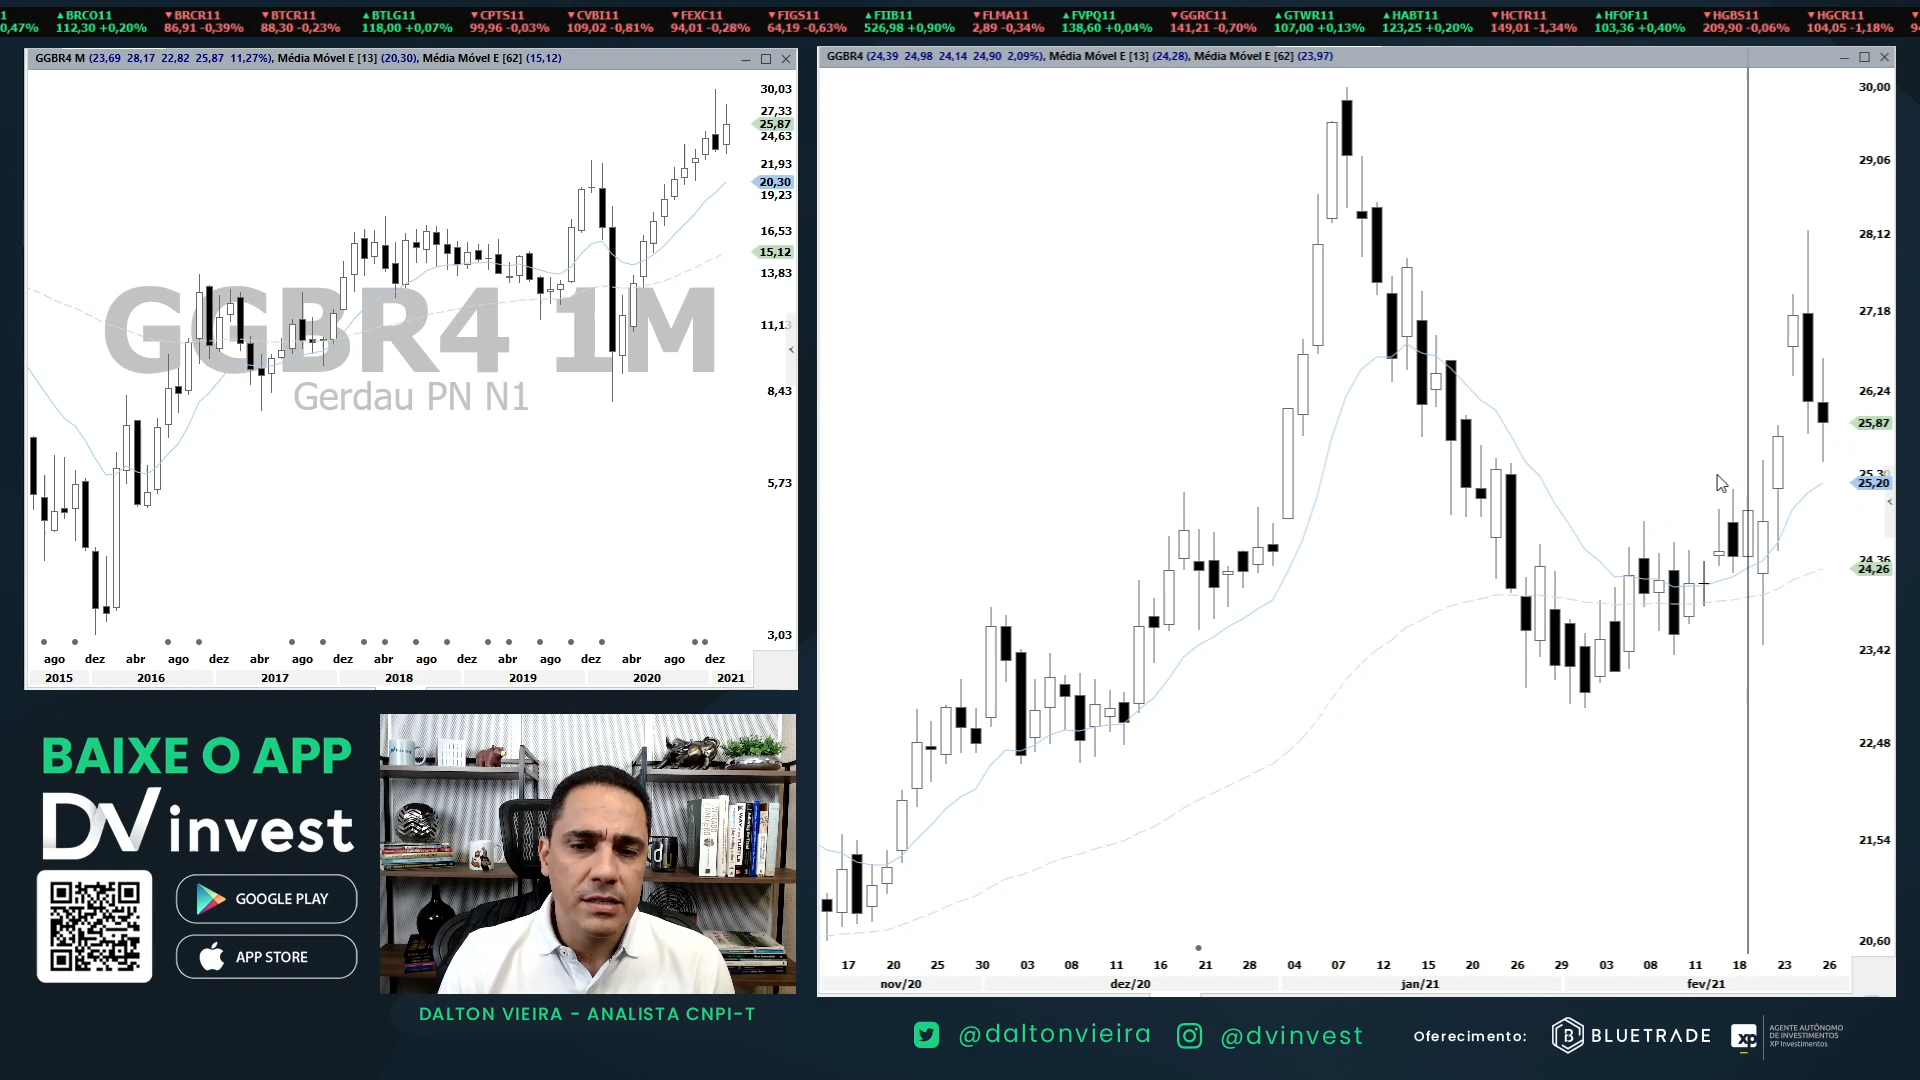 ▲BRCO11 ▼BRCR11 ▼BTCR11 ▲BTLG11 ▼CPTS11 ▼CVBI11 ▼FEXC11 ▼FIGS11 ▲FIIB11 ▼FLMA11 ▲FVPQ11 ▼GGRC11 ▲GTWR11 ▲HABT11 ▼HCTR11 ▲HFOF11 ▼HGBS11 ▼HGCR11
0,47% 112,30 +0,20% 86,91 -0,39% 88,30 -0,23% 118,00 +0,07% 99,96 -0,03% 109,02 -0,81% 94,01 -0,28% 64,19 -0,63% 526,98 +0,90% 2,89 -0,34% 138,60 +0,04% 141,21 -0,70% 107,00 +0,13% 123,25 +0,20% 149,01 -1,34% 103,36 +0,40% 209,90 -0,06% 104,05 -1,18%
GGBR4 M (23,69 28,17 22,82 25,87 11,27%), Média Móvel E [13] (20,30), Média Móvel E [62] (15,12)
30,03
27,33
25,87
24,63
21,93
20,30
19,23
16,53
15,12
13,83
11,13
8,43
5,73
3,03
GGBR4 1M
Gerdau PN N1
ago dez abr ago dez abr ago dez abr ago dez abr ago dez abr ago dez
2015 2016 2017 2018 2019 2020 2021
GGBR4 (24,39 24,98 24,14 24,90 2,09%), Média Móvel E [13] (24,28), Média Móvel E [62] (23,97)
30,00
29,06
28,12
27,18
26,24
25,87
25,20
24,36
24,26
23,42
22,48
21,54
20,60
17 20 25 30 03 08 11 16 21 28 04 07 12 15 20 26 29 03 08 11 18 23 26
nov/20 dez/20 jan/21 fev/21
BAIXE O APP
DV invest
GOOGLE PLAY
APP STORE
DALTON VIEIRA - ANALISTA CNPI-T
@daltonvieira @dvinvest
Oferecimento:
BLUETRADE
xp
AGENTE AUTÔNOMO
DE INVESTIMENTOS
XP Investimentos